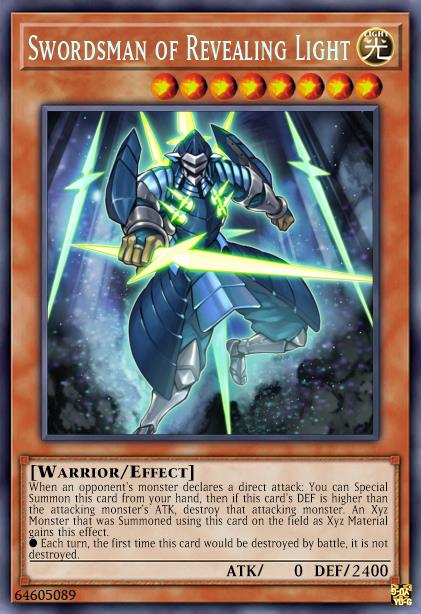 SWORDSMAN OF REVEALING LIGHT
LIGHT
光
[WARRIOR/EFFECT]
When an opponent's monster declares a direct attack: You can Special
Summon this card from your hand, then if this card's DEF is higher than
the attacking monster's ATK, destroy that attacking monster. An Xyz
Monster that was Summoned using this card on the field as Xyz Material
gains this effect.
● Each turn, the first time this card would be destroyed by battle, it is not
destroyed.
ATK/ 0 DEF/2400
64605089